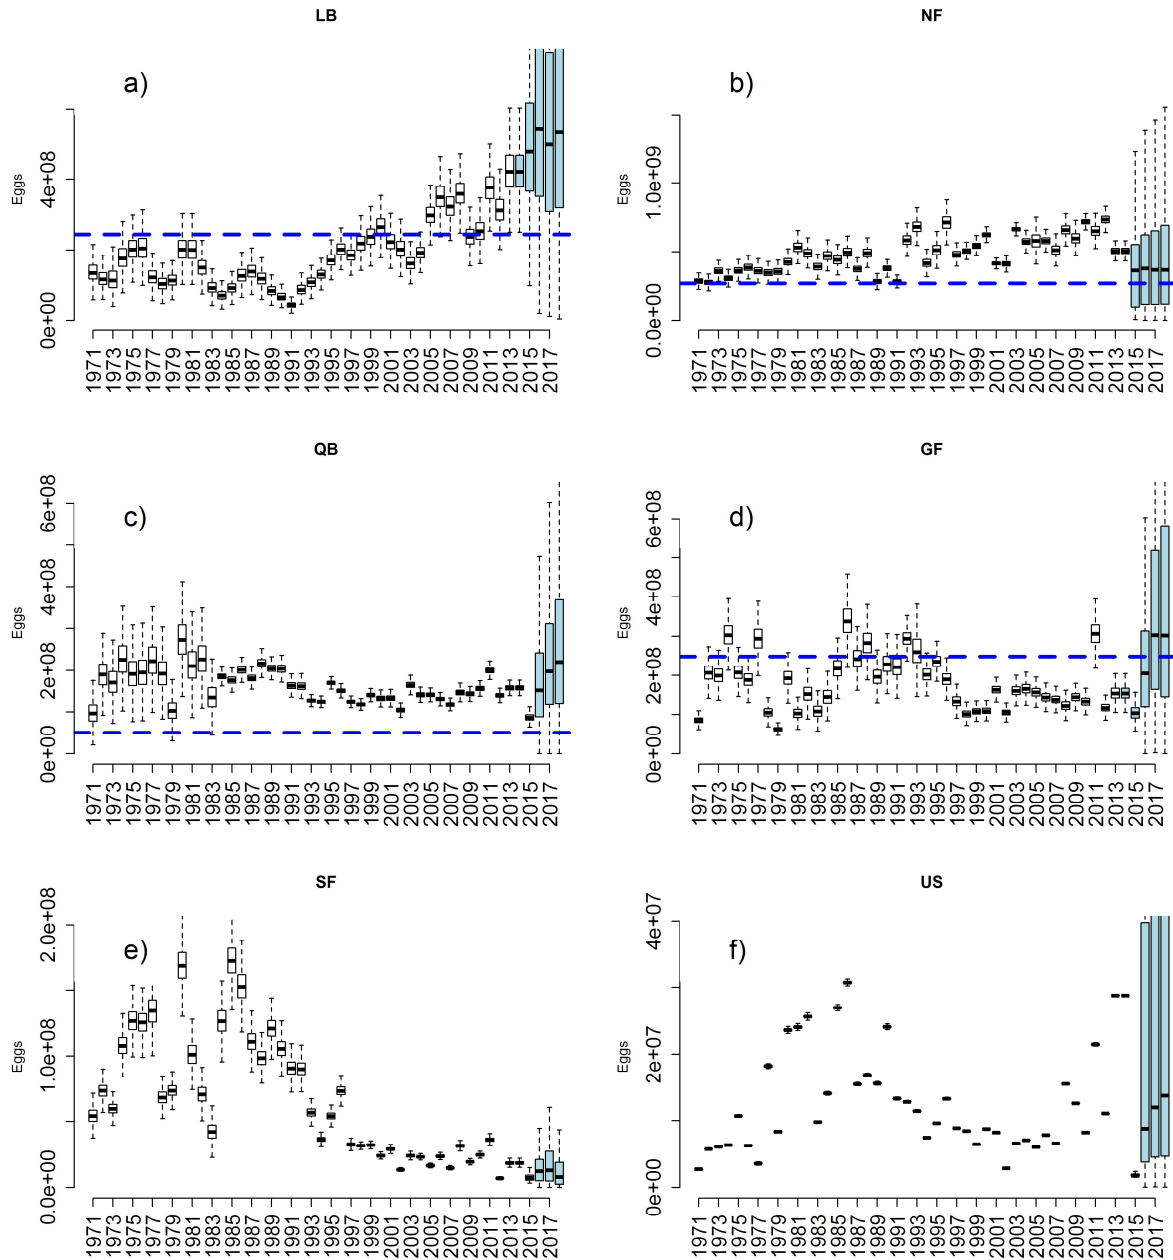 LB
a)
Eggs
0e+00 4e+08
1971 1973 1975 1977 1979 1981 1983 1985 1987 1989 1991 1993 1995 1997 1999 2001 2003 2005 2007 2009 2011 2013 2015 2017
NF
b)
Eggs
0.0e+00 1.0e+09
1971 1973 1975 1977 1979 1981 1983 1985 1987 1989 1991 1993 1995 1997 1999 2001 2003 2005 2007 2009 2011 2013 2015 2017
QB
c)
Eggs
0e+00 2e+08 4e+08 6e+08
1971 1973 1975 1977 1979 1981 1983 1985 1987 1989 1991 1993 1995 1997 1999 2001 2003 2005 2007 2009 2011 2013 2015 2017
GF
d)
Eggs
0e+00 2e+08 4e+08 6e+08
1971 1973 1975 1977 1979 1981 1983 1985 1987 1989 1991 1993 1995 1997 1999 2001 2003 2005 2007 2009 2011 2013 2015 2017
SF
e)
Eggs
0.0e+00 1.0e+08 2.0e+08
1971 1973 1975 1977 1979 1981 1983 1985 1987 1989 1991 1993 1995 1997 1999 2001 2003 2005 2007 2009 2011 2013 2015 2017
US
f)
Eggs
0e+00 2e+07 4e+07
1971 1973 1975 1977 1979 1981 1983 1985 1987 1989 1991 1993 1995 1997 1999 2001 2003 2005 2007 2009 2011 2013 2015 2017